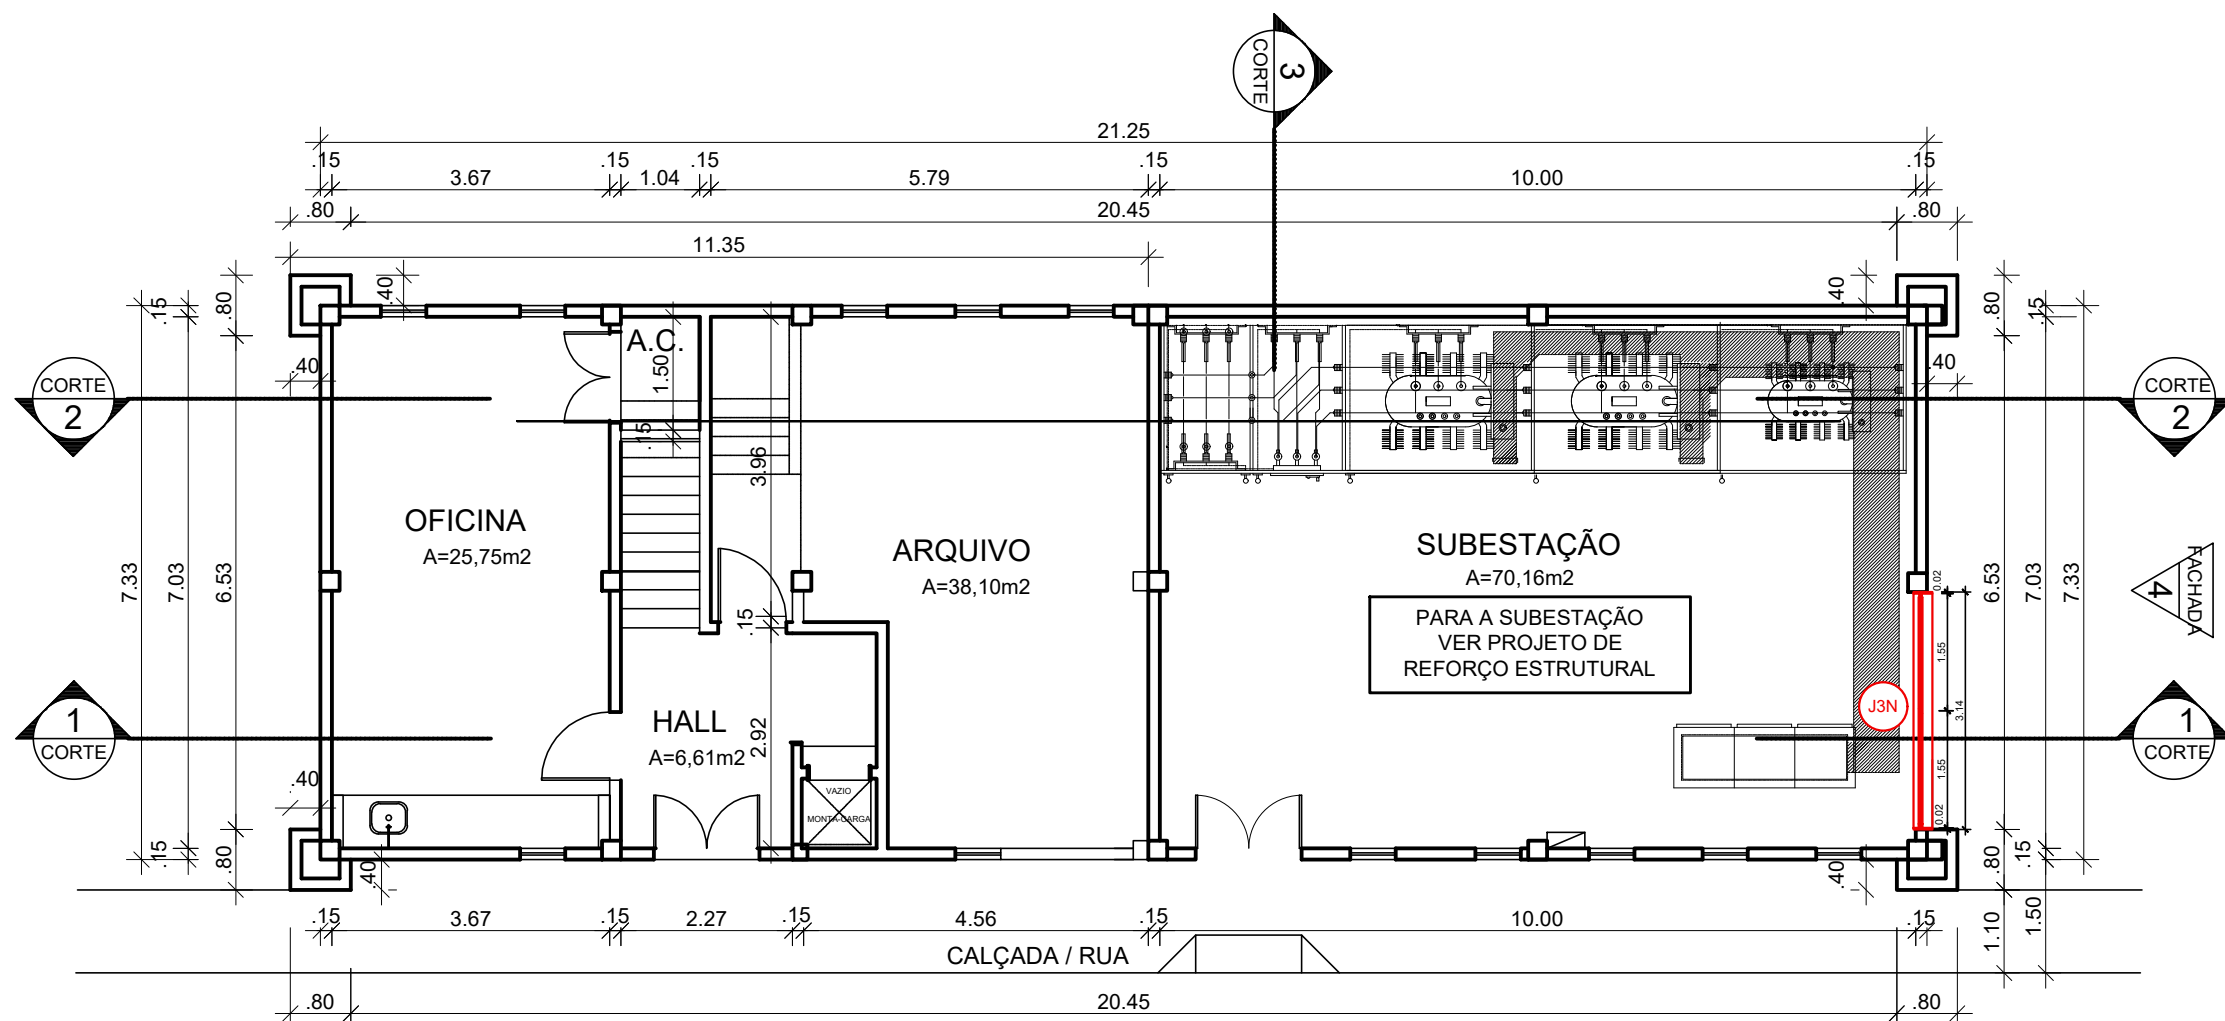 3
CORTE
21.25
.15
.15
.15
.15
.15
3.67
1.04
5.79
10.00
.80
20.45
.80
11.35
.40
.40
.80
.15
.80
.15
A.C.
1.50
.40
.40
CORTE
2
CORTE
2
.15
3.96
OFICINA
A=25,75m2
ARQUIVO
A=38,10m2
SUBESTAÇÃO
A=70,16m2
PARA A SUBESTAÇÃO
VER PROJETO DE
REFORÇO ESTRUTURAL
7.33
7.03
6.53
0.02
6.53
7.03
7.33
FACHADA
4
.15
1.55
3.14
J3N
HALL
A=6,61m2
2.92
1
CORTE
1
CORTE
.40
VAZIO
MONTA-CARGA
1.55
0.02
.15
.80
.40
.40
.80
.15
.15
3.67
.15
2.27
.15
4.56
.15
10.00
.15
1.10
1.50
CALÇADA / RUA
.80
20.45
.80